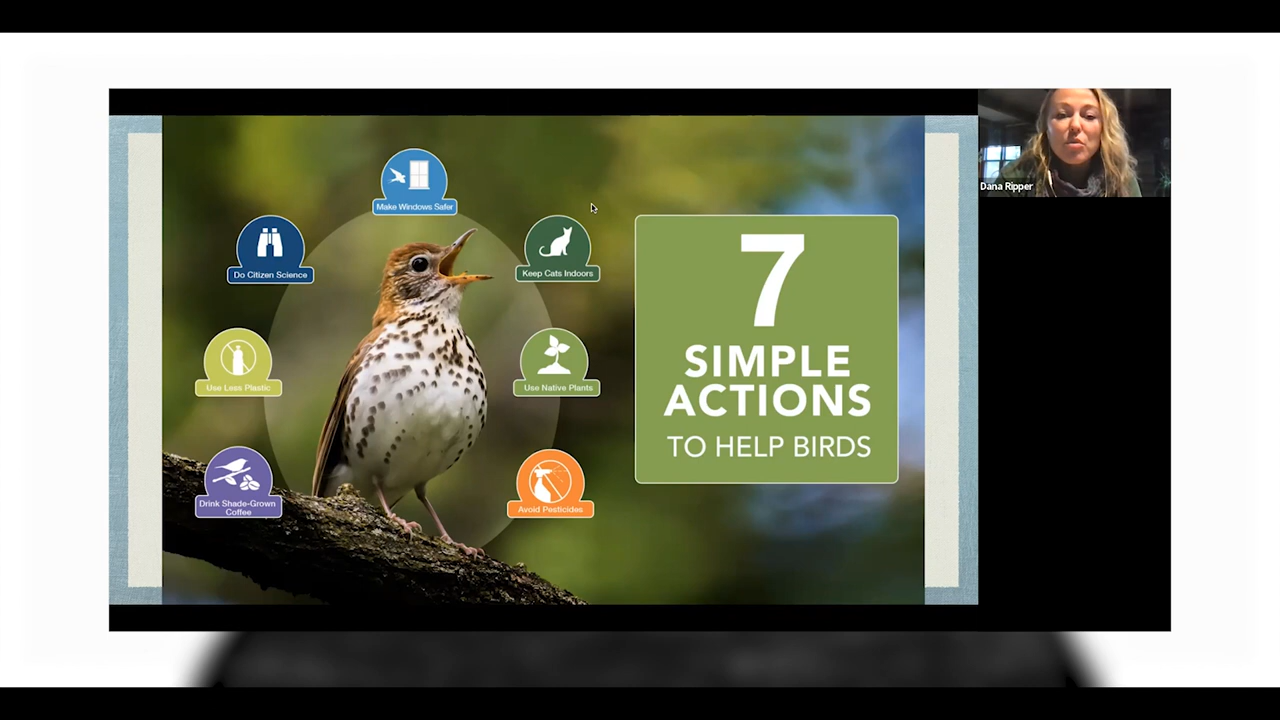 Make Windows Safer
Do Citizen Science
Keep Cats Indoors
Use Less Plastic
Use Native Plants
Drink Shade-Grown
Coffee
Avoid Pesticides
7
SIMPLE
ACTIONS
TO HELP BIRDS
Dana Ripper